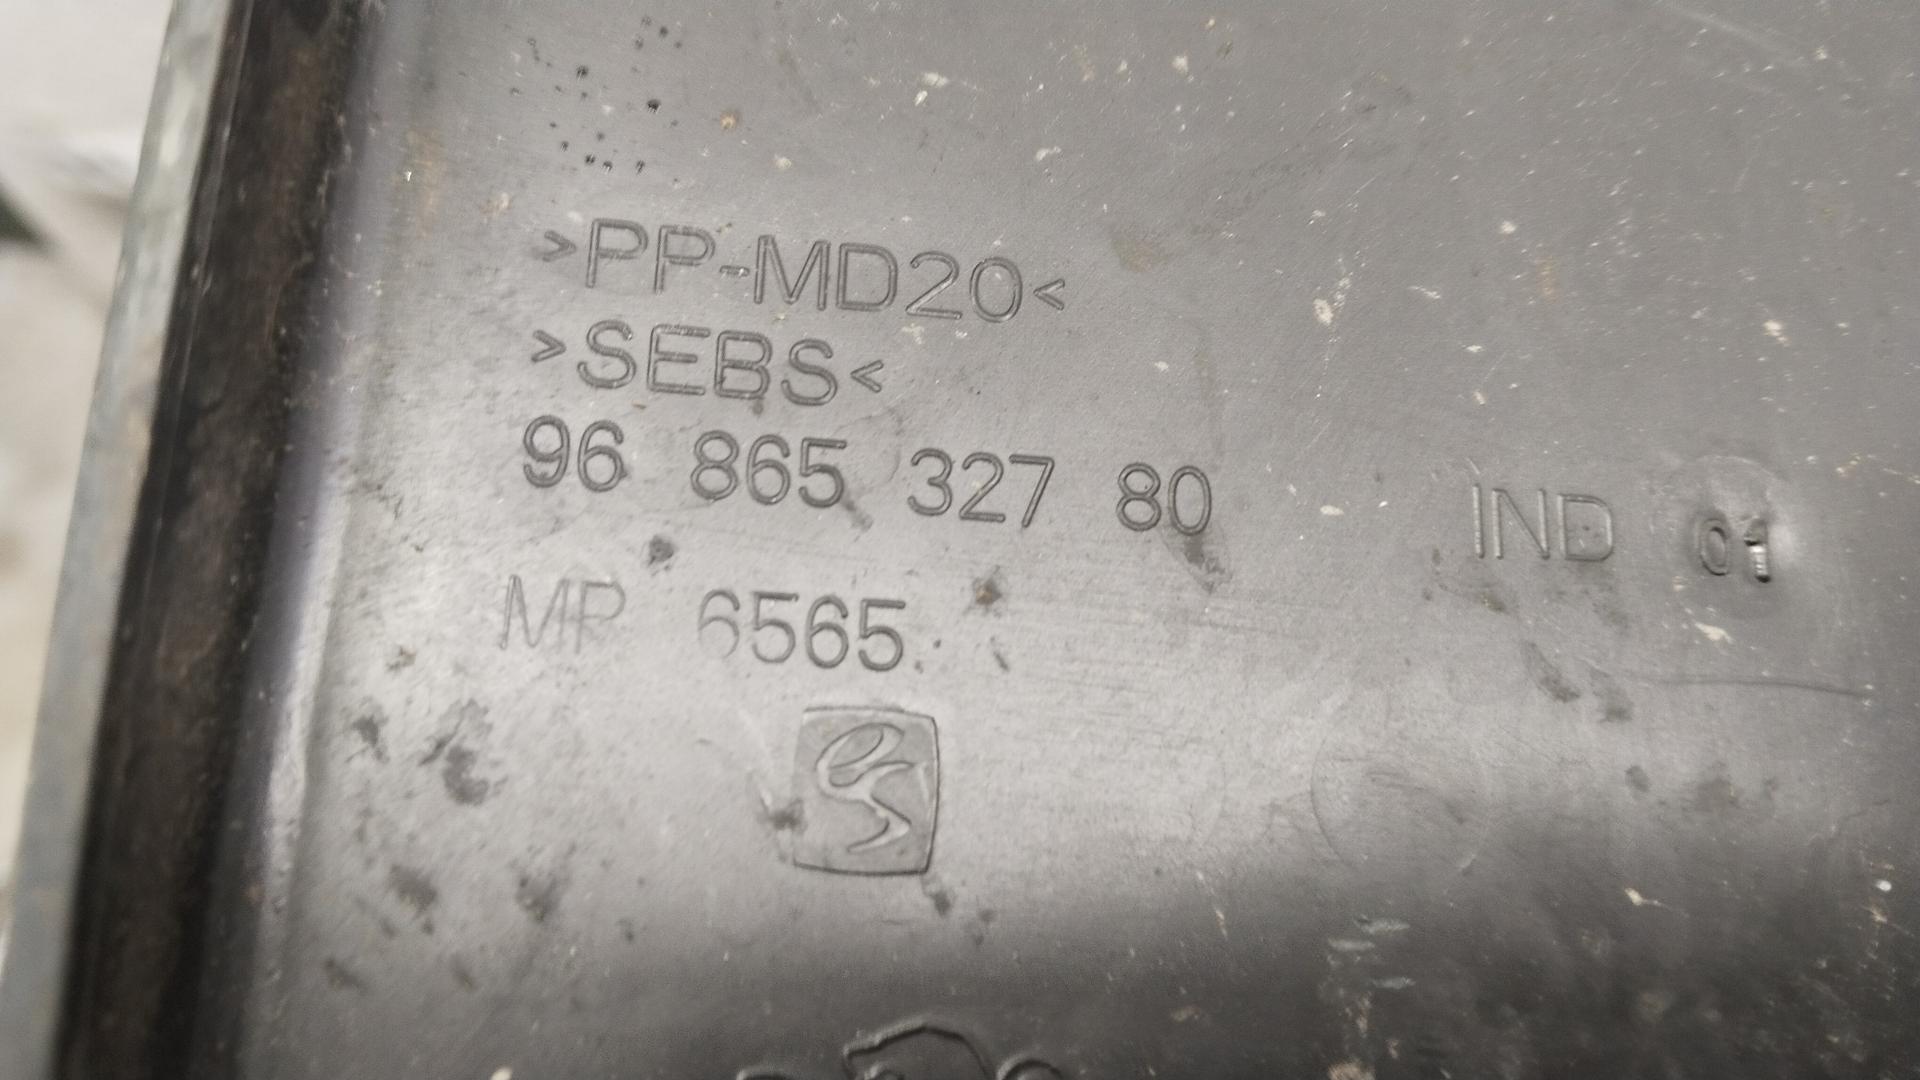 >PP-MD20<
>SEBS<
96 865 327 80 IND 01
MP 6565